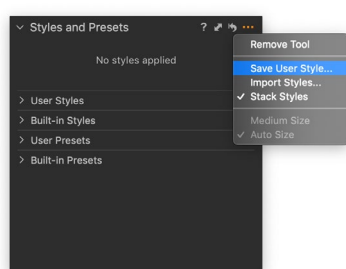 Styles and Presets
No styles applied
User Styles
Built-in Styles
User Presets
Built-in Presets
Remove Tool
Save User Style...
Import Styles...
Stack Styles
Medium Size
Auto Size